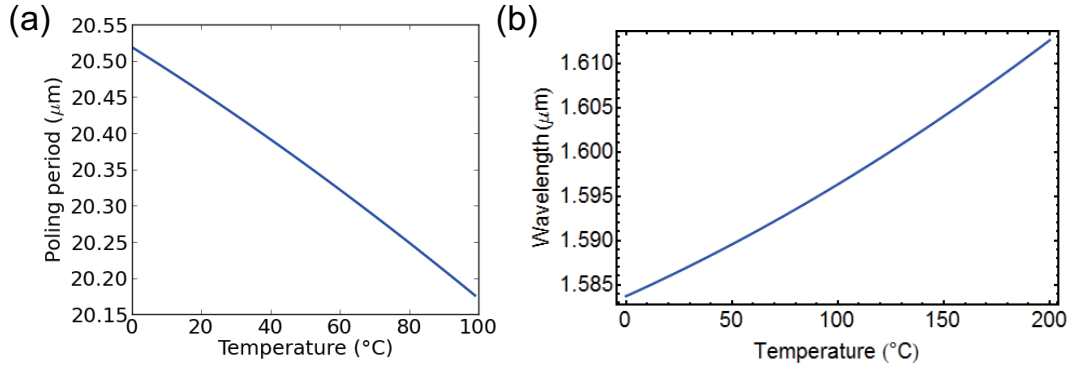 (a)
Poling period (μm)
20.55
20.50
20.45
20.40
20.35
20.30
20.25
20.20
20.15
0 20 40 60 80 100
Temperature (°C)
(b)
Wavelength (μm)
1.610
1.605
1.600
1.595
1.590
1.585
0 50 100 150 200
Temperature (°C)